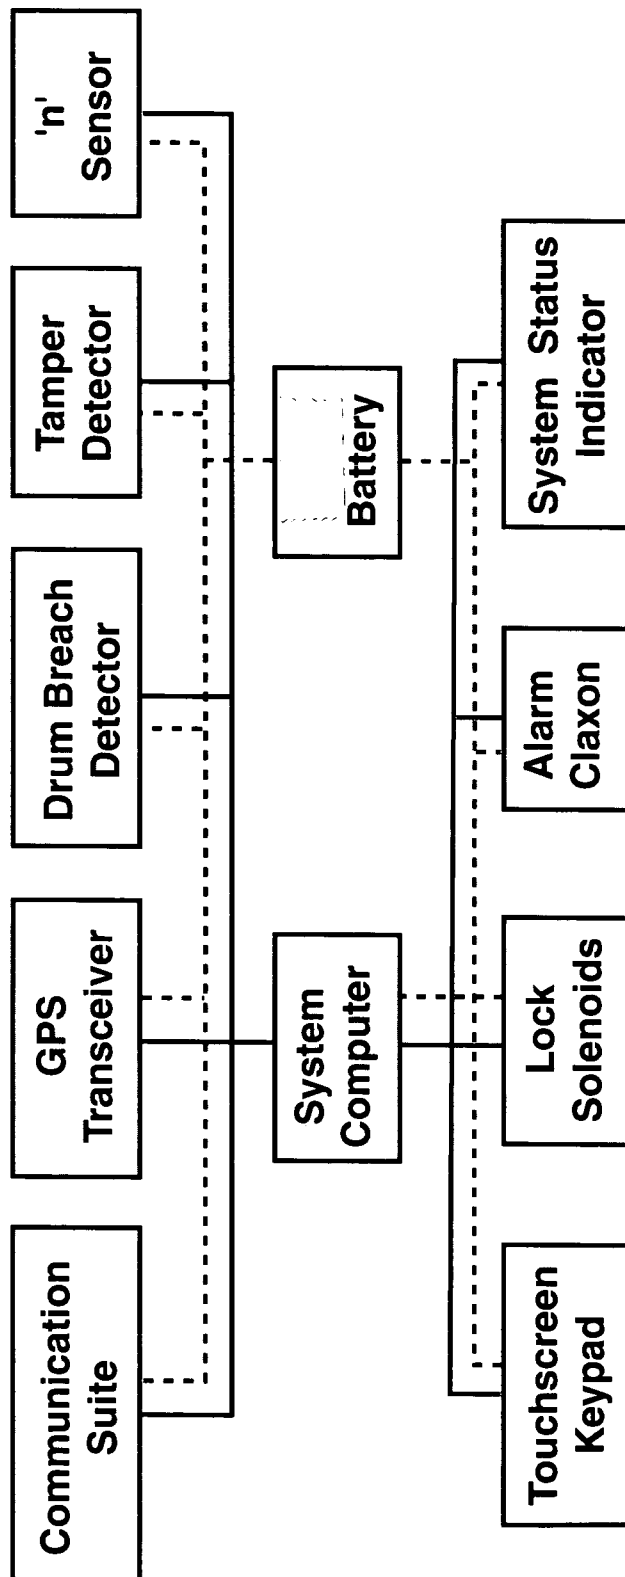 Communication
Suite
GPS
Transceiver
Drum Breach
Detector
Tamper
Detector
'n'
Sensor
System
Computer
Battery
Touchscreen
Keypad
Lock
Solenoids
Alarm
Claxon
System Status
Indicator